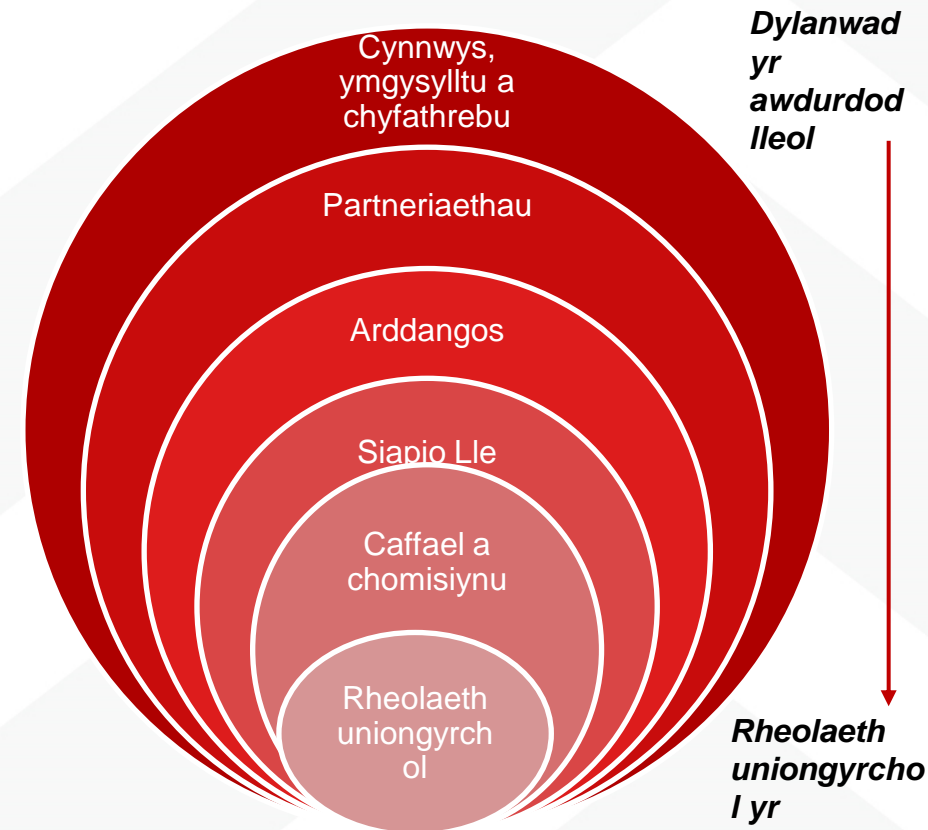 Cynnwys,
ymgysylltu a
chyfathrebu
Partneriaethau
Arddangos
Siapio Lle
Caffael a
chomisiynu
Rheolaeth
uniongyrch
ol
Dylanwad
yr
awdurdod
lleol
Rheolaeth
uniongyrcho
l yr